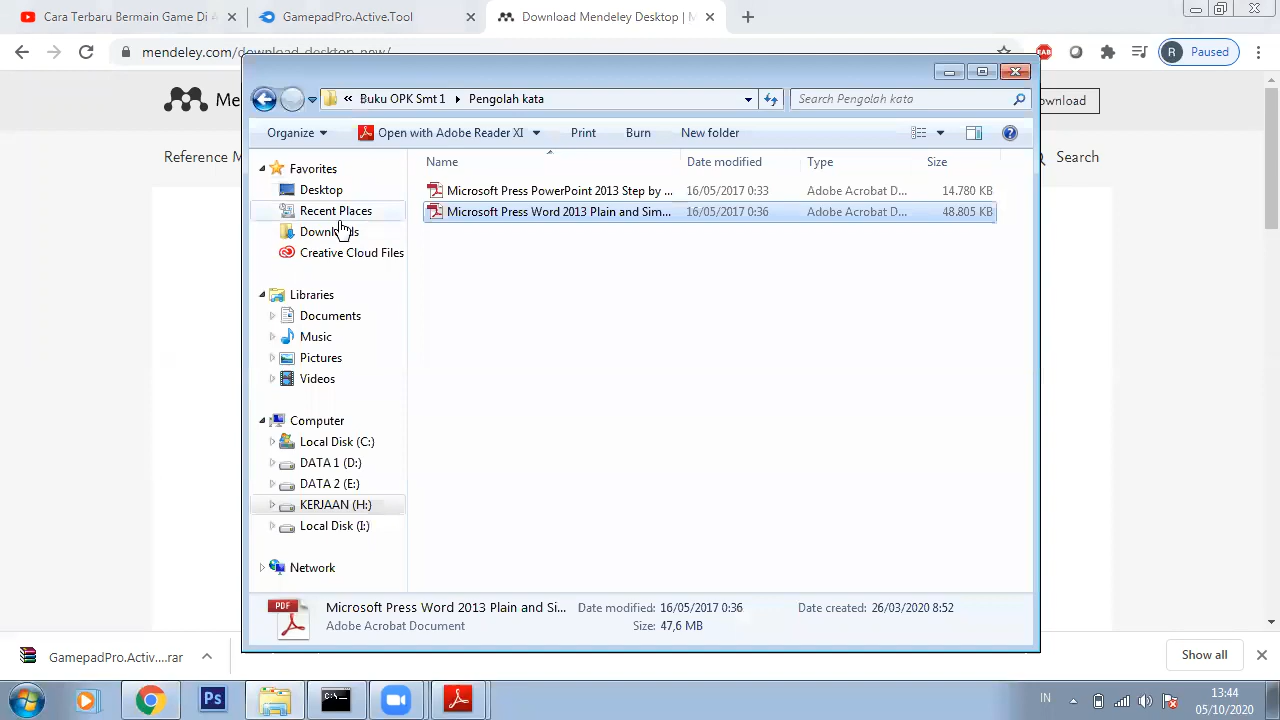 Cara Terbaru Bermain Game Di A
GamepadPro.Active.Tool
Download Mendeley Desktop | M
mendeley.com/download-desktop-now/
Paused
Me
ownload
Reference M
Search
Buku OPK Smt 1
Pengolah kata
Search Pengolah kata
Organize
Open with Adobe Reader XI
Print
Burn
New folder
Favorites
Desktop
Recent Places
Creative Cloud Files
Libraries
Documents
Music
Pictures
Videos
Computer
Local Disk (C:)
DATA 1 (D:)
DATA 2 (E:)
KERJAAN (H:)
Local Disk (I:)
Network
Name Date modified Type Size
Microsoft Press PowerPoint 2013 Step by ... 16/05/2017 0:33 Adobe Acrobat D... 14.780 KB
Microsoft Press Word 2013 Plain and Sim... 16/05/2017 0:36 Adobe Acrobat D... 48.805 KB
Microsoft Press Word 2013 Plain and Si... Date modified: 16/05/2017 0:36 Date created: 26/03/2020 8:52
Adobe Acrobat Document Size: 47,6 MB
GamepadPro.Activ....rar
Show all
Ps
IN
13:44
05/10/2020